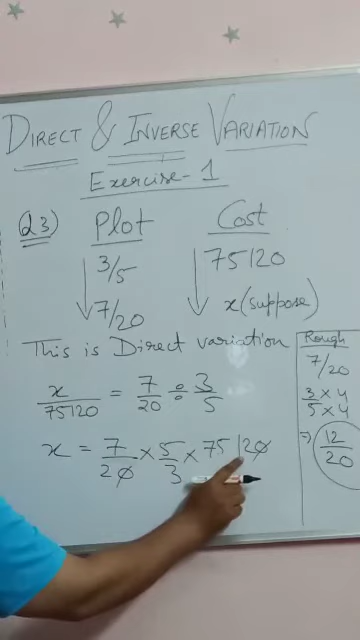 DIRECT & INVERSE VARIATION
Exercise-1
Q3) Plot Cost
3/5 75120
7/20 x(suppose)
This is Direct variation
x/75120 = 7/20 ÷ 3/5
x = 7/20 × 5/3 × 75120
Rough
7/20
3 × 4
5 × 4
⇒ 12/20